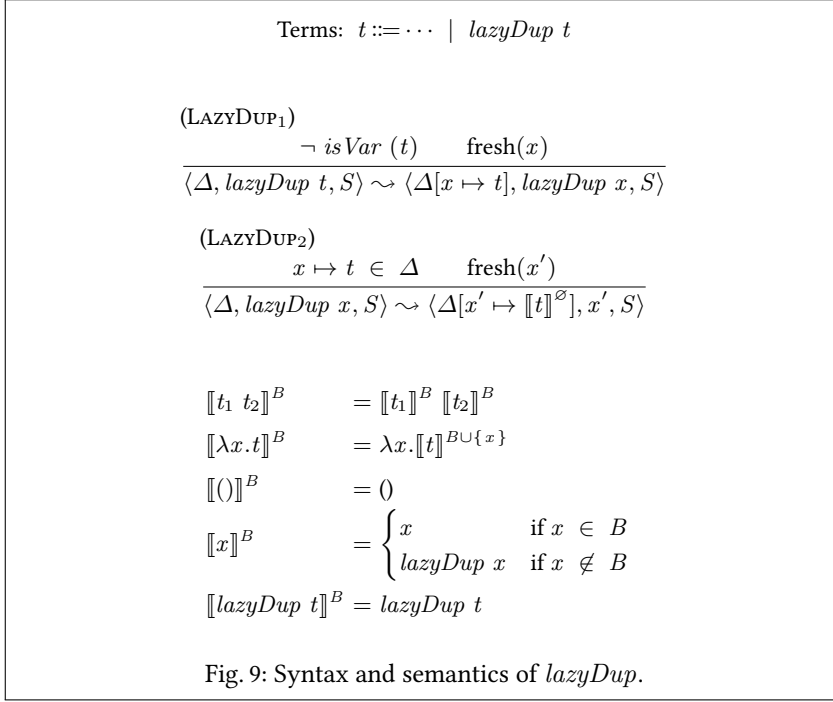 Terms: t ::= ⋯ | lazyDup t
(LazyDup₁)
¬ isVar (t) fresh(x)
⟨Δ, lazyDup t, S⟩ ⇝ ⟨Δ[x ↦ t], lazyDup x, S⟩
(LazyDup₂)
x ↦ t ∈ Δ fresh(x′)
⟨Δ, lazyDup x, S⟩ ⇝ ⟨Δ[x′ ↦ ⟦t⟧^∅], x′, S⟩
⟦t₁ t₂⟧^B = ⟦t₁⟧^B ⟦t₂⟧^B
⟦λx.t⟧^B = λx.⟦t⟧^{B∪{x}}
⟦()⟧^B = ()
⟦x⟧^B = { x if x ∈ B
lazyDup x if x ∉ B
⟦lazyDup t⟧^B = lazyDup t
Fig. 9: Syntax and semantics of lazyDup.